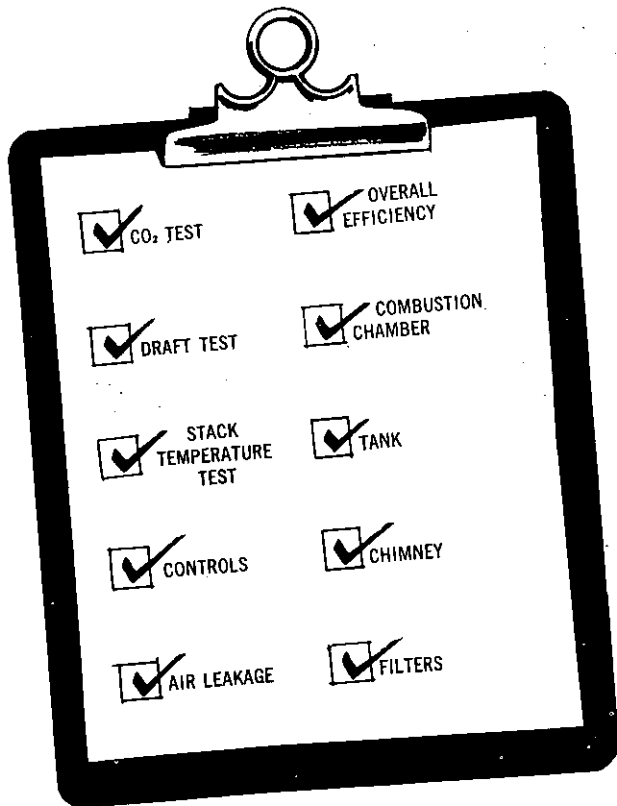 CO₂ TEST
DRAFT TEST
STACK
TEMPERATURE
TEST
CONTROLS
AIR LEAKAGE
OVERALL
EFFICIENCY
COMBUSTION
CHAMBER
TANK
CHIMNEY
FILTERS